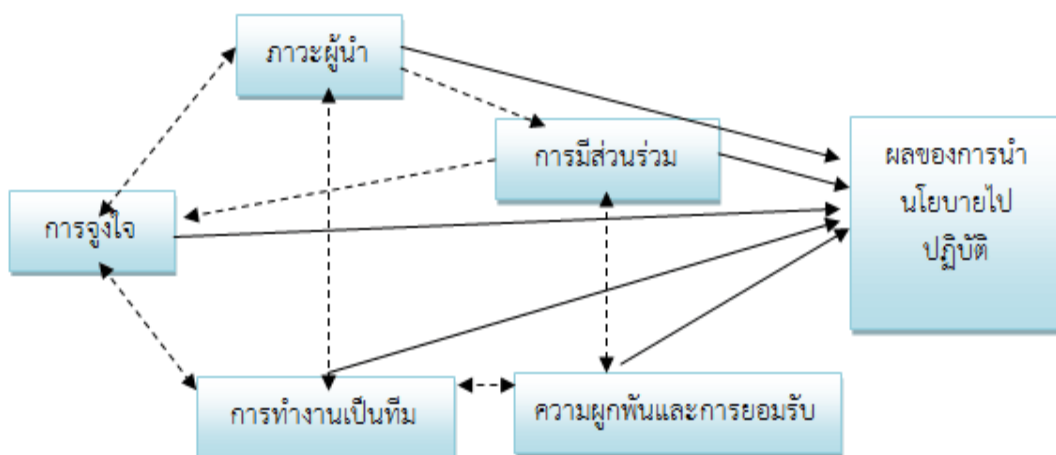 ภาวะผู้นำ
การมีส่วนร่วม
ผลของการนำ
นโยบายไป
ปฏิบัติ
การจูงใจ
การทำงานเป็นทีม
ความผูกพันและการยอมรับ